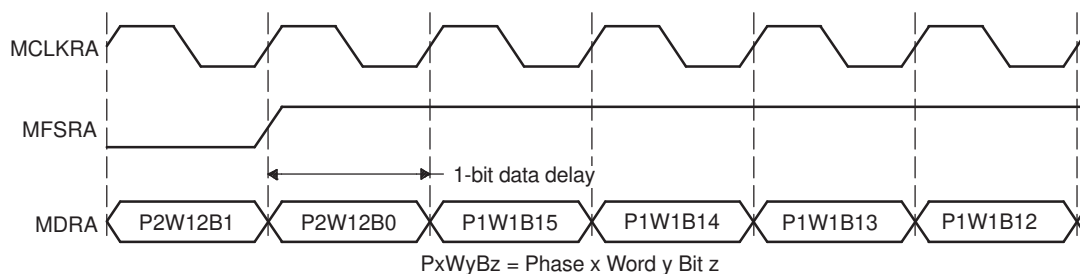 MCLKRA
MFSRA
1-bit data delay
MDRA P2W12B1 P2W12B0 P1W1B15 P1W1B14 P1W1B13 P1W1B12
PxWyBz = Phase x Word y Bit z